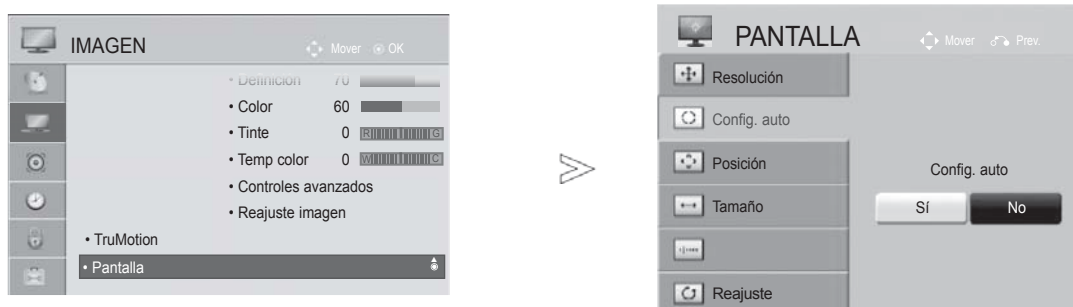 IMAGEN
Mover OK
• Definición 70
• Color 60
• Tinte 0 R G
• Temp color 0 W C
• Controles avanzados
• Reajuste imagen
• TruMotion
• Pantalla
PANTALLA
Mover Prev.
Resolución
Config. auto
Posición
Tamaño
Reajuste
Config. auto
Sí No